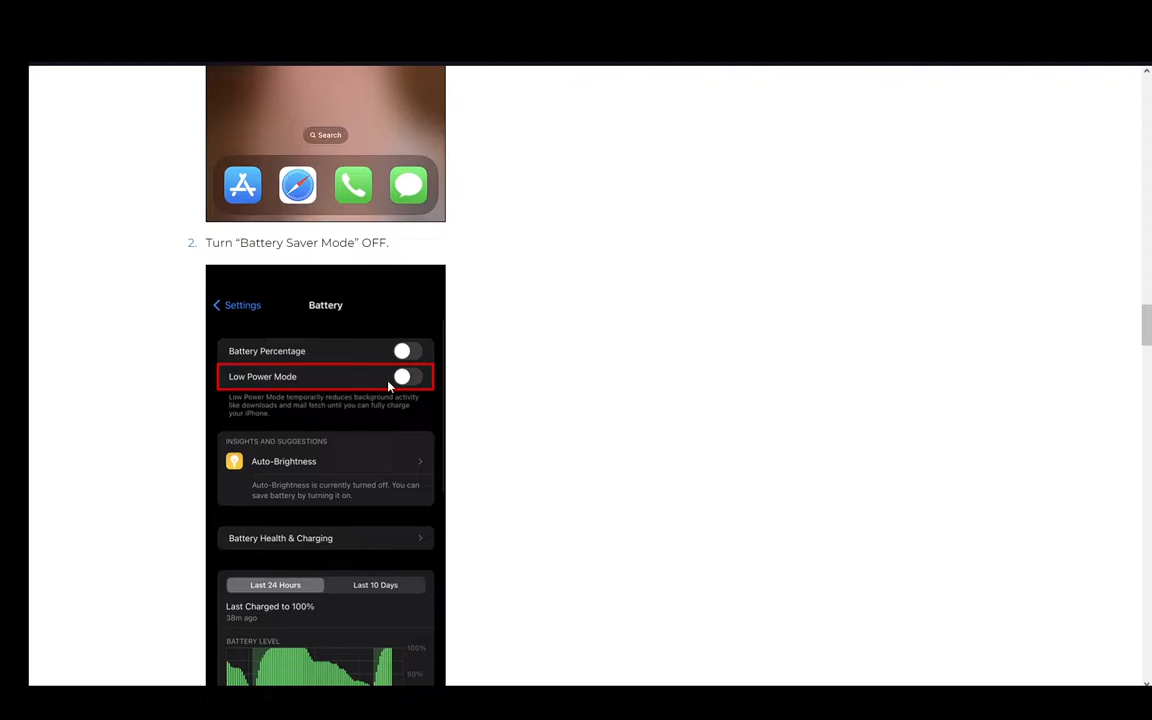 Search
2. Turn “Battery Saver Mode” OFF.
Settings
Battery
Battery Percentage
Low Power Mode
Low Power Mode temporarily reduces background activity
like downloads and mail fetch until you can fully charge
your iPhone.
INSIGHTS AND SUGGESTIONS
Auto-Brightness
Auto-Brightness is currently turned off. You can
save battery by turning it on.
Battery Health & Charging
Last 24 Hours
Last 10 Days
Last Charged to 100%
38m ago
BATTERY LEVEL
100%
50%